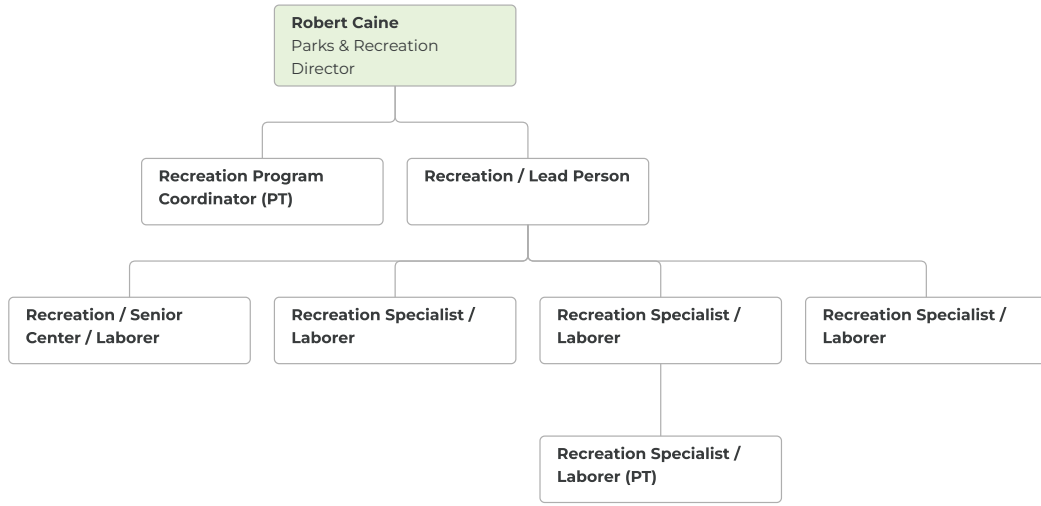 Robert Caine
Parks & Recreation
Director
Recreation Program
Coordinator (PT)
Recreation / Lead Person
Recreation / Senior
Center / Laborer
Recreation Specialist /
Laborer
Recreation Specialist /
Laborer
Recreation Specialist /
Laborer
Recreation Specialist /
Laborer (PT)